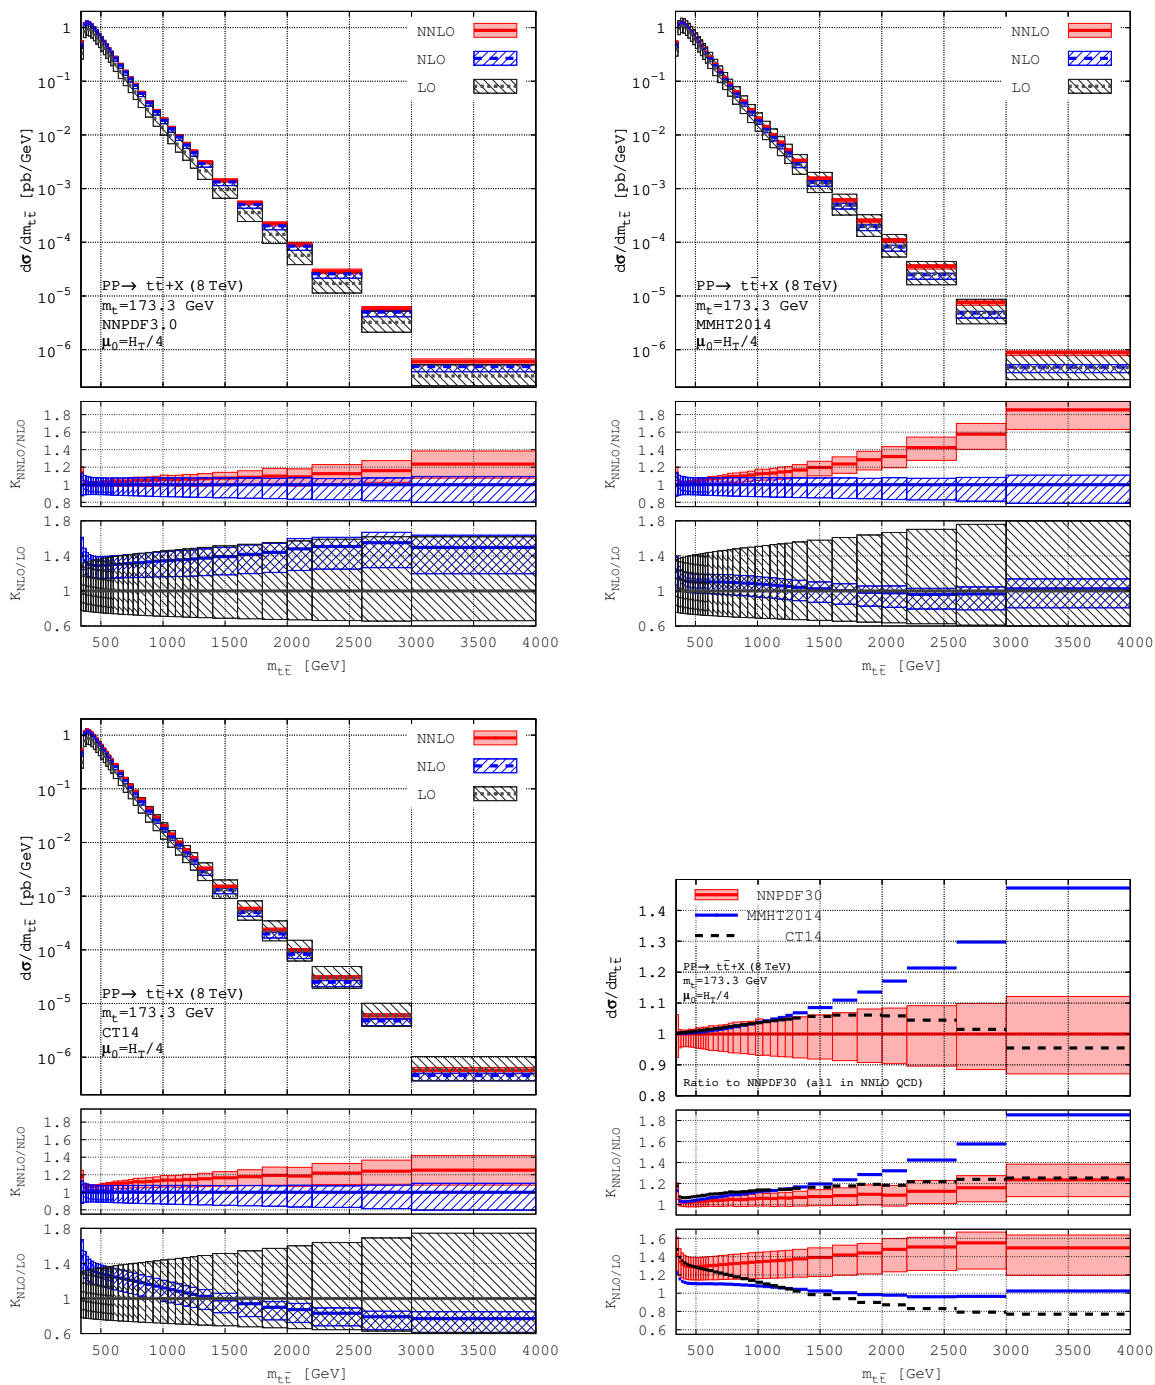 NNLO
NLO
LO
dσ/dm_tt̅ [pb/GeV]
1
10^-1
10^-2
10^-3
10^-4
10^-5
10^-6
PP→ tt̅+X (8 TeV)
m_t=173.3 GeV
NNPDF3.0
μ_0=H_T/4
K_NNLO/NLO
1.8
1.6
1.4
1.2
1
0.8
K_NLO/LO
1.8
1.4
1
0.6
500 1000 1500 2000 2500 3000 3500 4000
m_tt̅ [GeV]
NNLO
NLO
LO
dσ/dm_tt̅ [pb/GeV]
1
10^-1
10^-2
10^-3
10^-4
10^-5
10^-6
PP→ tt̅+X (8 TeV)
m_t=173.3 GeV
MMHT2014
μ_0=H_T/4
K_NNLO/NLO
1.8
1.6
1.4
1.2
1
0.8
K_NLO/LO
1.8
1.4
1
0.6
500 1000 1500 2000 2500 3000 3500 4000
m_tt̅ [GeV]
NNLO
NLO
LO
dσ/dm_tt̅ [pb/GeV]
1
10^-1
10^-2
10^-3
10^-4
10^-5
10^-6
PP→ tt̅+X (8 TeV)
m_t=173.3 GeV
CT14
μ_0=H_T/4
K_NNLO/NLO
1.8
1.6
1.4
1.2
1
0.8
K_NLO/LO
1.8
1.4
1
0.6
500 1000 1500 2000 2500 3000 3500 4000
m_tt̅ [GeV]
NNPDF30
MMHT2014
CT14
dσ/dm_tt̅
1.4
1.3
1.2
1.1
1
0.9
0.8
PP→ tt̅+X (8 TeV)
m_t=173.3 GeV
μ_0=H_T/4
Ratio to NNPDF30 (all in NNLO QCD)
K_NNLO/NLO
1.8
1.6
1.4
1.2
1
K_NLO/LO
1.6
1.4
1.2
1
0.8
0.6
500 1000 1500 2000 2500 3000 3500 4000
m_tt̅ [GeV]